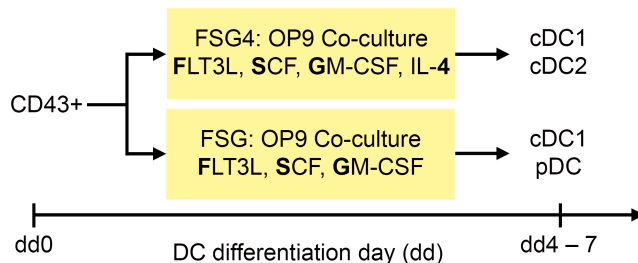 FSG4: OP9 Co-culture
FLT3L, SCF, GM-CSF, IL-4
cDC1
cDC2
CD43+
FSG: OP9 Co-culture
FLT3L, SCF, GM-CSF
cDC1
pDC
dd0
DC differentiation day (dd)
dd4 – 7